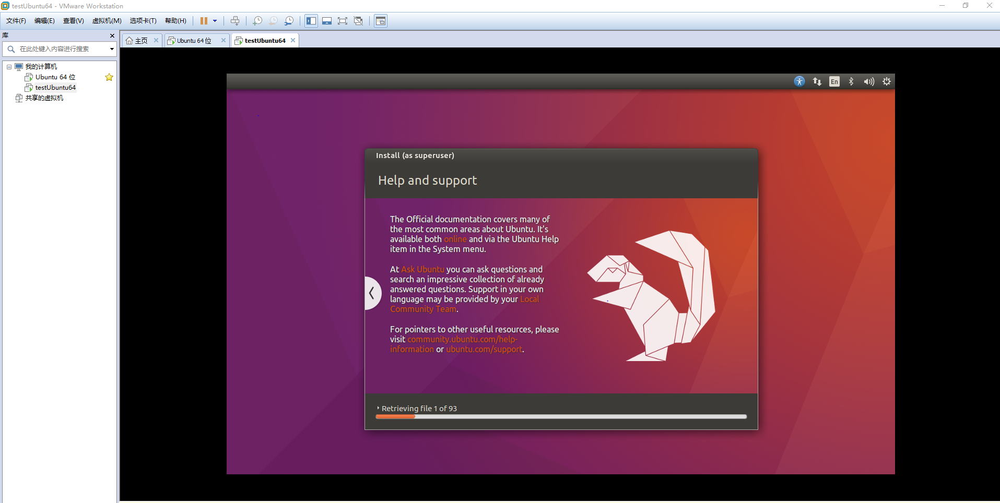 testUbuntu64 - VMware Workstation
文件(F) 编辑(E) 查看(V) 虚拟机(M) 选项卡(T) 帮助(H)
库
在此处键入内容进行搜索
我的计算机
Ubuntu 64 位
testUbuntu64
共享的虚拟机
主页 Ubuntu 64 位 testUbuntu64
En
Install (as superuser)
Help and support
The Official documentation covers many of
the most common areas about Ubuntu. It's
available both online and via the Ubuntu Help
item in the System menu.
At Ask Ubuntu you can ask questions and
search an impressive collection of already
answered questions. Support in your own
language may be provided by your Local
Community Team.
For pointers to other useful resources, please
visit community.ubuntu.com/help-
information or ubuntu.com/support.
Retrieving file 1 of 93